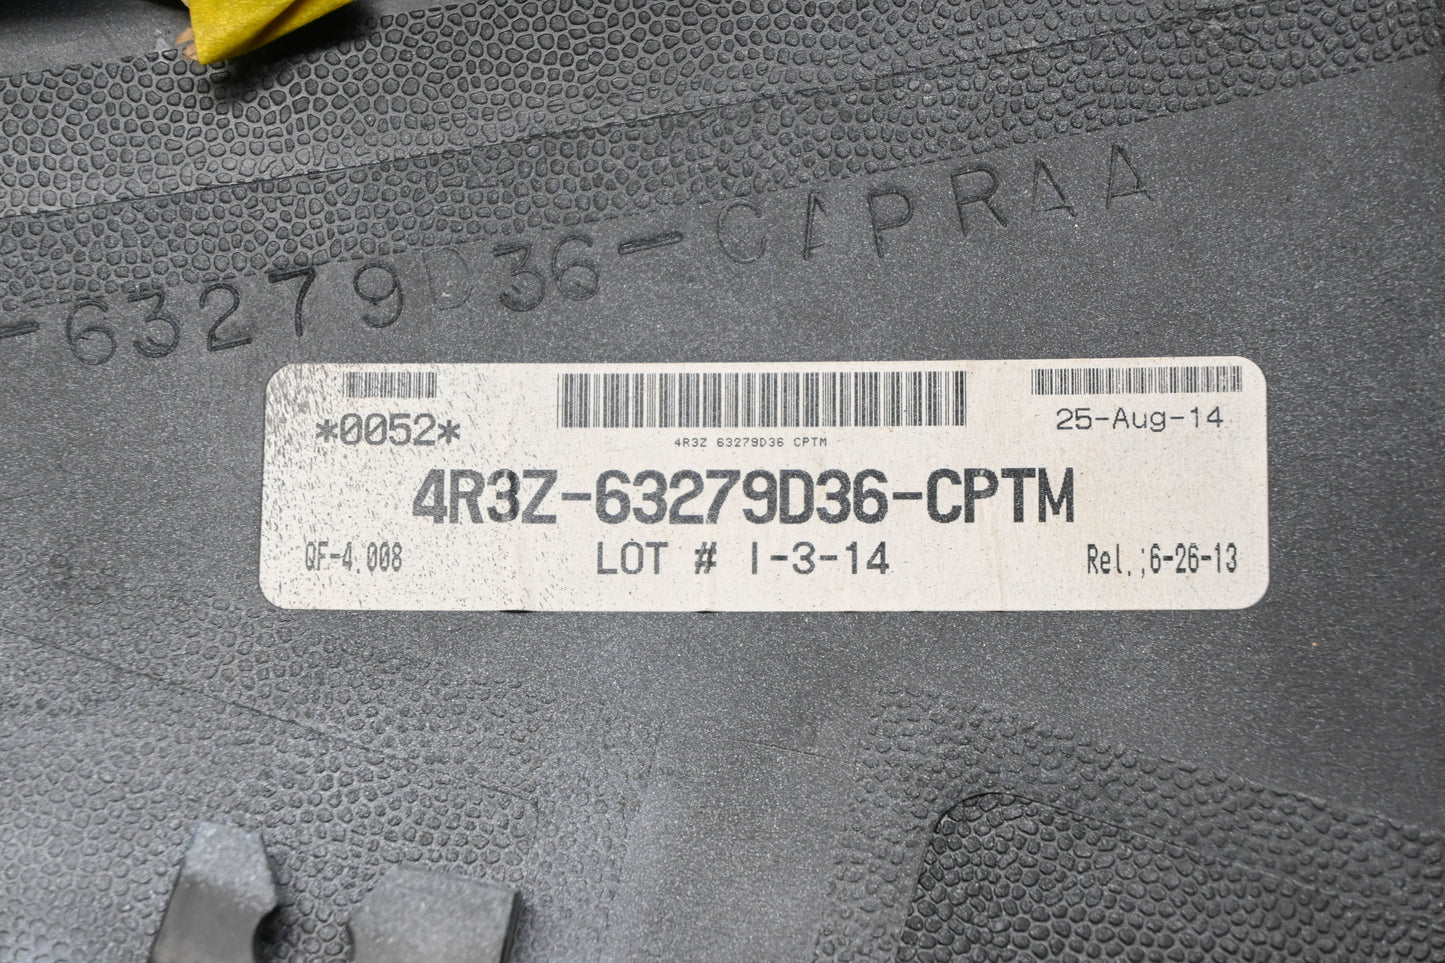 -63279D36-CAPRAA
*0052*
4R3Z 63279D36 CPTM
25-Aug-14
4R3Z-63279D36-CPTM
QF-4.008
LOT # I-3-14
Rel.:6-26-13